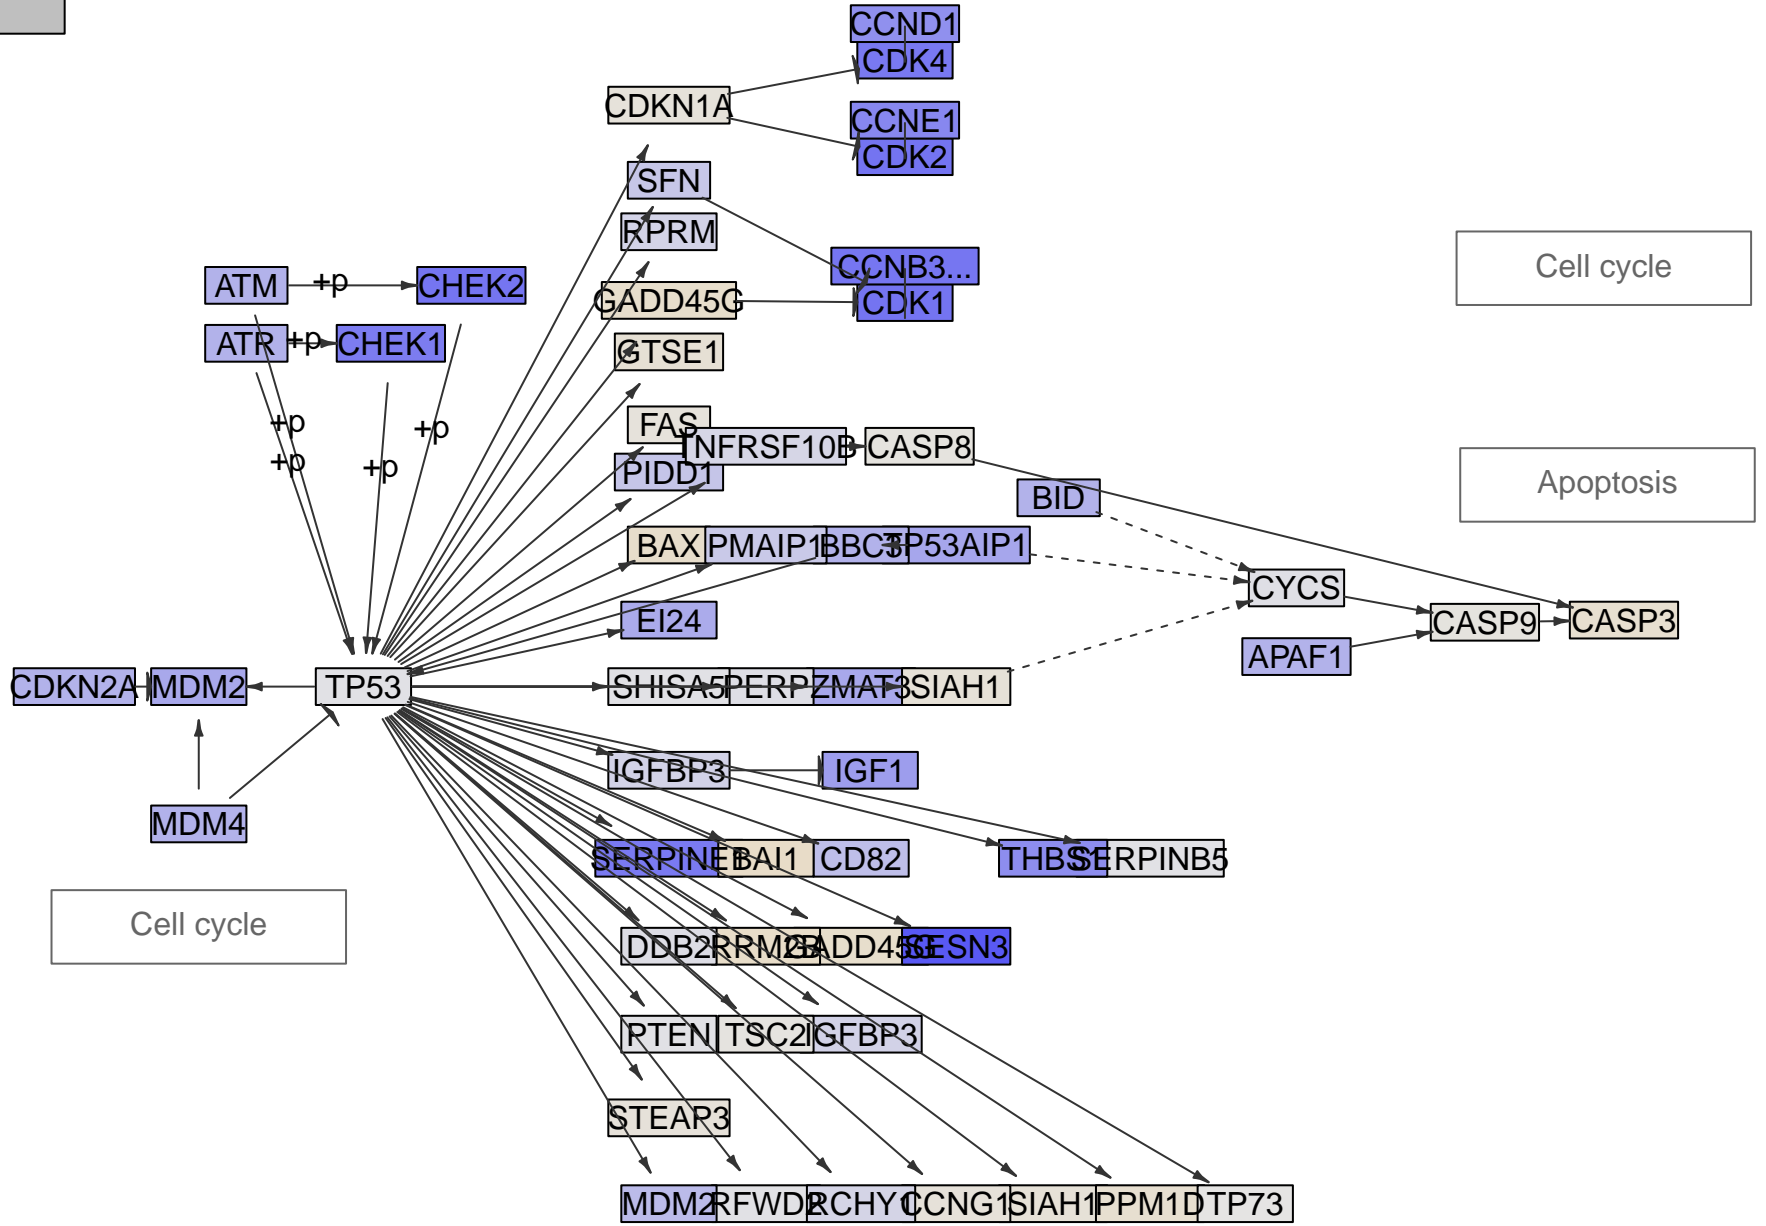 CCND1
CDK4
CDKN1A
CCNE1
CDK2
SFN
RPRM
Cell cycle
CCNB3...
ATM +p CHEK2
GADD45G CDK1
ATR +p CHEK1
GTSE1
FAS
+p +p
TNFRSF10B CASP8
+p +p
PIDD1
Apoptosis
BID
BAX PMAIP1 BBC3 TP53AIP1
CYCS
EI24
CASP9 CASP3
APAF1
CDKN2A MDM2 TP53 SHISA5 PERP ZMAT3 SIAH1
IGFBP3 IGF1
MDM4
SERPINE1 BAI1 CD82 THBS1 SERPINB5
Cell cycle
DDB2 RRM2B GADD45G SESN3
PTEN TSC2 IGFBP3
STEAP3
MDM2 RFWD2 RCHY1 CCNG1 SIAH1 PPM1D TP73